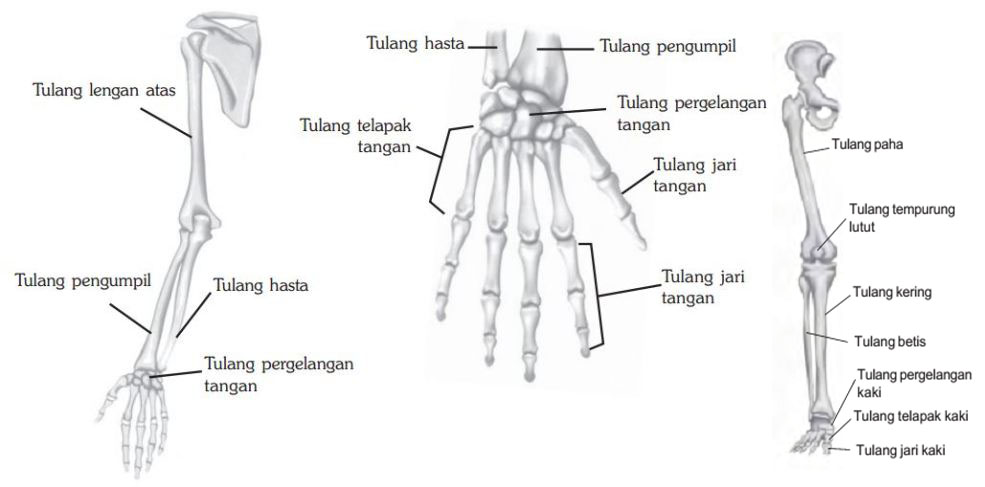 Tulang lengan atas
Tulang pengumpil
Tulang hasta
Tulang pergelangan
tangan
Tulang hasta
Tulang pengumpil
Tulang pergelangan
tangan
Tulang telapak
tangan
Tulang jari
tangan
Tulang jari
tangan
Tulang paha
Tulang tempurung
lutut
Tulang kering
Tulang betis
Tulang pergelangan
kaki
Tulang telapak kaki
Tulang jari kaki